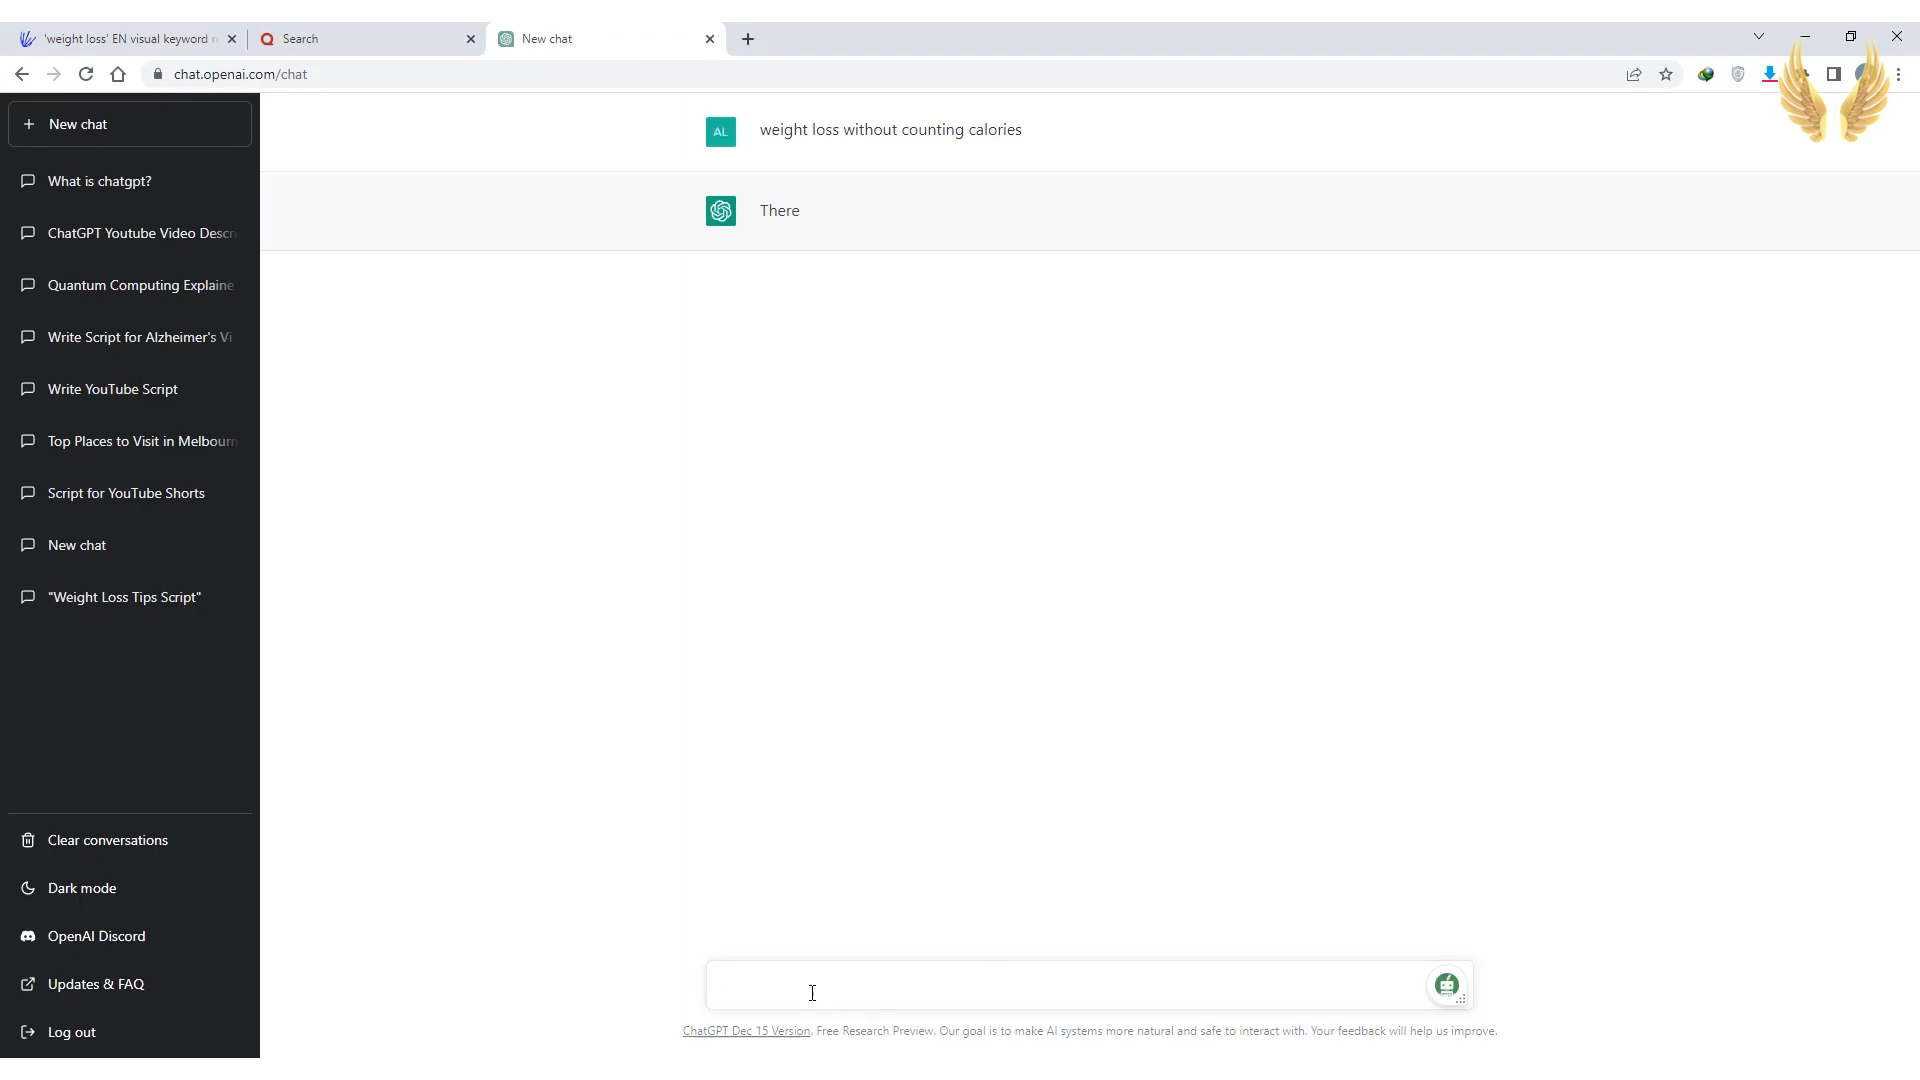 'weight loss' EN visual keyword
Search
New chat
chat.openai.com/chat
New chat
What is chatgpt?
ChatGPT Youtube Video Descr
Quantum Computing Explaine
Write Script for Alzheimer's Vi
Write YouTube Script
Top Places to Visit in Melbourn
Script for YouTube Shorts
New chat
"Weight Loss Tips Script"
Clear conversations
Dark mode
OpenAI Discord
Updates & FAQ
Log out
AL
weight loss without counting calories
There
ChatGPT Dec 15 Version. Free Research Preview. Our goal is to make AI systems more natural and safe to interact with. Your feedback will help us improve.